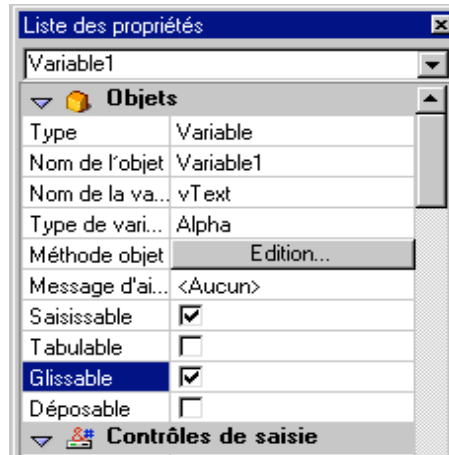 Liste des propriétés
Variable1
Objets
Type Variable
Nom de l'objet Variable1
Nom de la va... vText
Type de vari... Alpha
Méthode objet Edition...
Message d'ai... <Aucun>
Saisissable
Tabulable
Glissable
Déposable
Contrôles de saisie